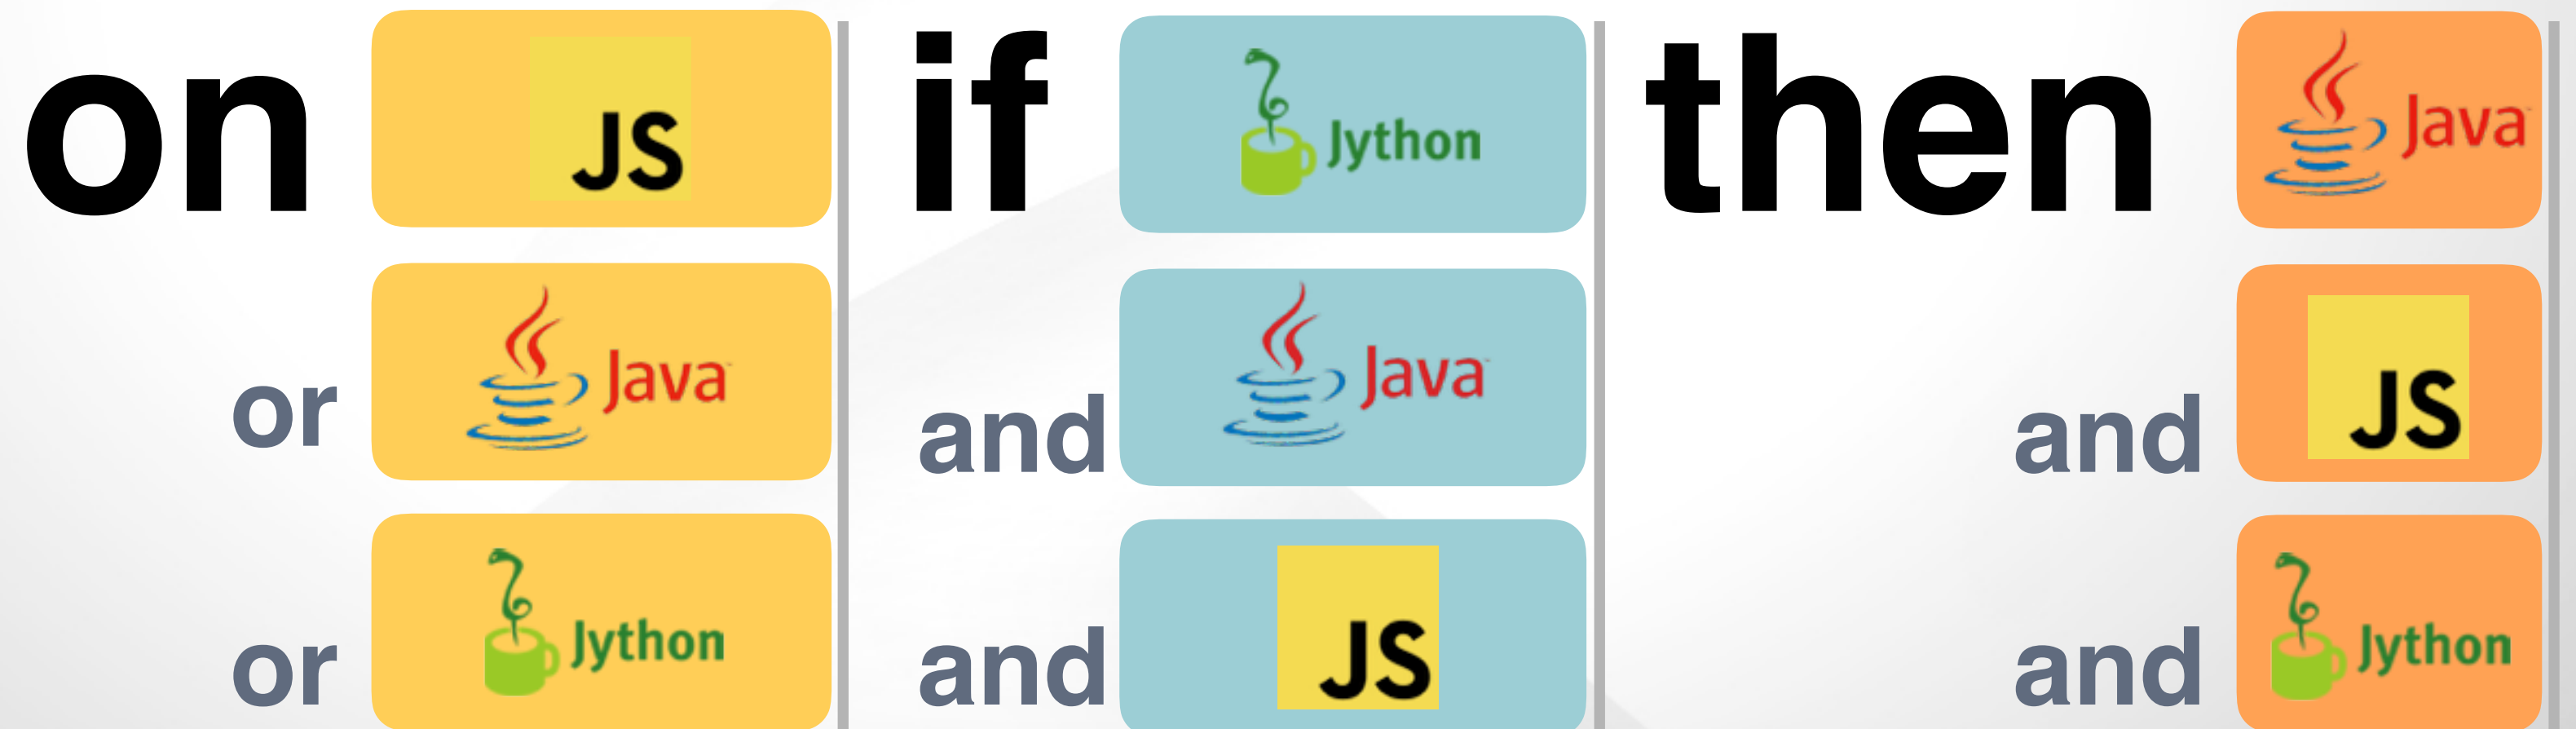 on JS if Jython then Java
or Java and Java and JS
or Jython and JS and Jython